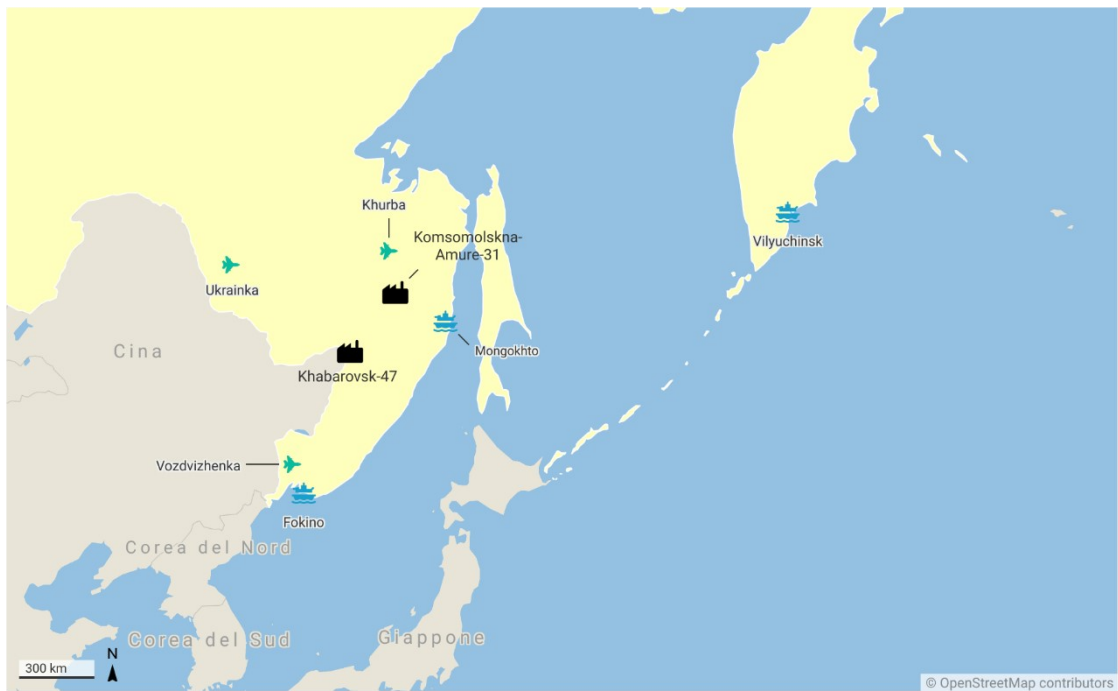 Khurba
Komsomolskna-
Amure-31
Vilyuchinsk
Ukrainka
Cina
Mongokhto
Khabarovsk-47
Vozdvizhenka
Fokino
Corea del Nord
Corea del Sud
Giappone
300 km
N
© OpenStreetMap contributors